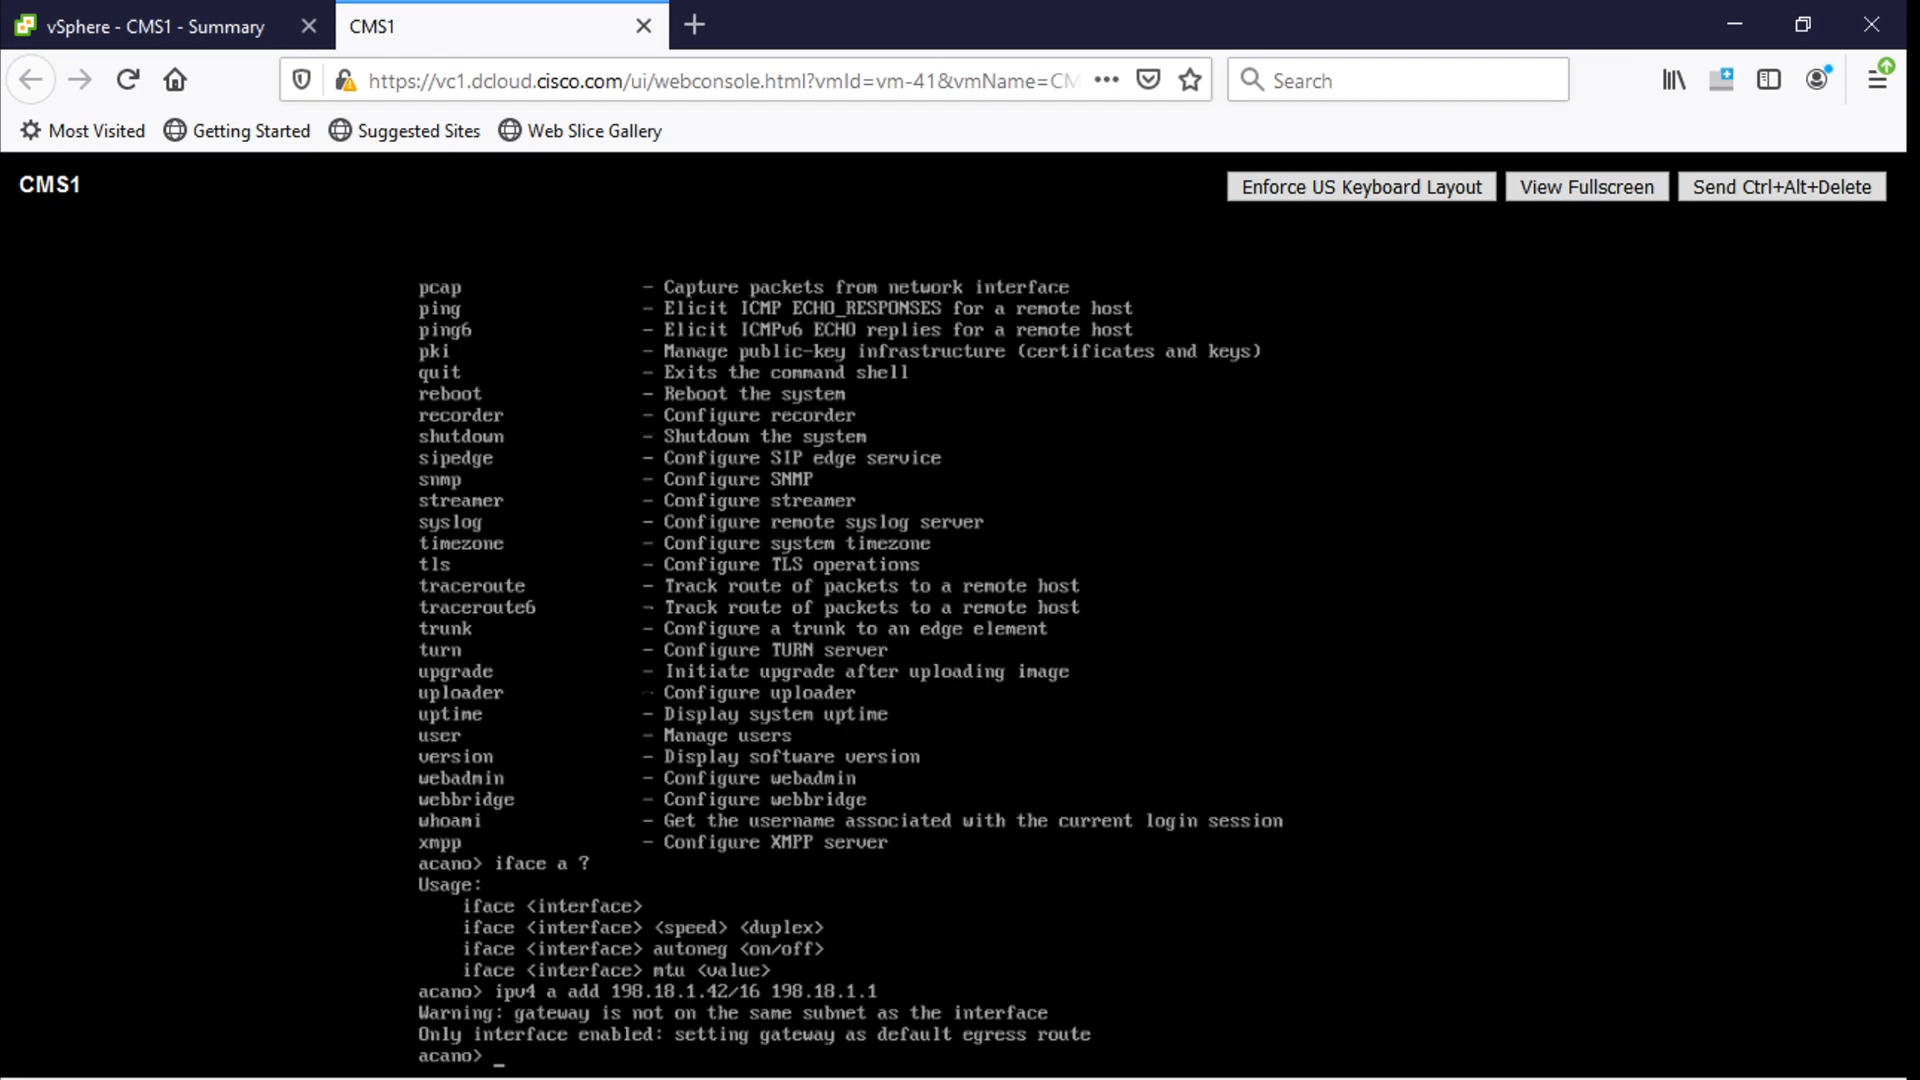 vSphere - CMS1 - Summary
CMS1
https://vc1.dcloud.cisco.com/ui/webconsole.html?vmId=vm-41&vmName=CM
Search
Most Visited
Getting Started
Suggested Sites
Web Slice Gallery
CMS1
Enforce US Keyboard Layout
View Fullscreen
Send Ctrl+Alt+Delete
pcap - Capture packets from network interface
ping - Elicit ICMP ECHO_RESPONSES for a remote host
ping6 - Elicit ICMPv6 ECHO replies for a remote host
pki - Manage public-key infrastructure (certificates and keys)
quit - Exits the command shell
reboot - Reboot the system
recorder - Configure recorder
shutdown - Shutdown the system
sipedge - Configure SIP edge service
snmp - Configure SNMP
streamer - Configure streamer
syslog - Configure remote syslog server
timezone - Configure system timezone
tls - Configure TLS operations
traceroute - Track route of packets to a remote host
traceroute6 - Track route of packets to a remote host
trunk - Configure a trunk to an edge element
turn - Configure TURN server
upgrade - Initiate upgrade after uploading image
uploader - Configure uploader
uptime - Display system uptime
user - Manage users
version - Display software version
webadmin - Configure webadmin
webbridge - Configure webbridge
whoami - Get the username associated with the current login session
xmpp - Configure XMPP server
acano> iface a ?
Usage:
iface <interface>
iface <interface> <speed> <duplex>
iface <interface> autoneg <on/off>
iface <interface> mtu <value>
acano> ipv4 a add 198.18.1.42/16 198.18.1.1
Warning: gateway is not on the same subnet as the interface
Only interface enabled: setting gateway as default egress route
acano> _